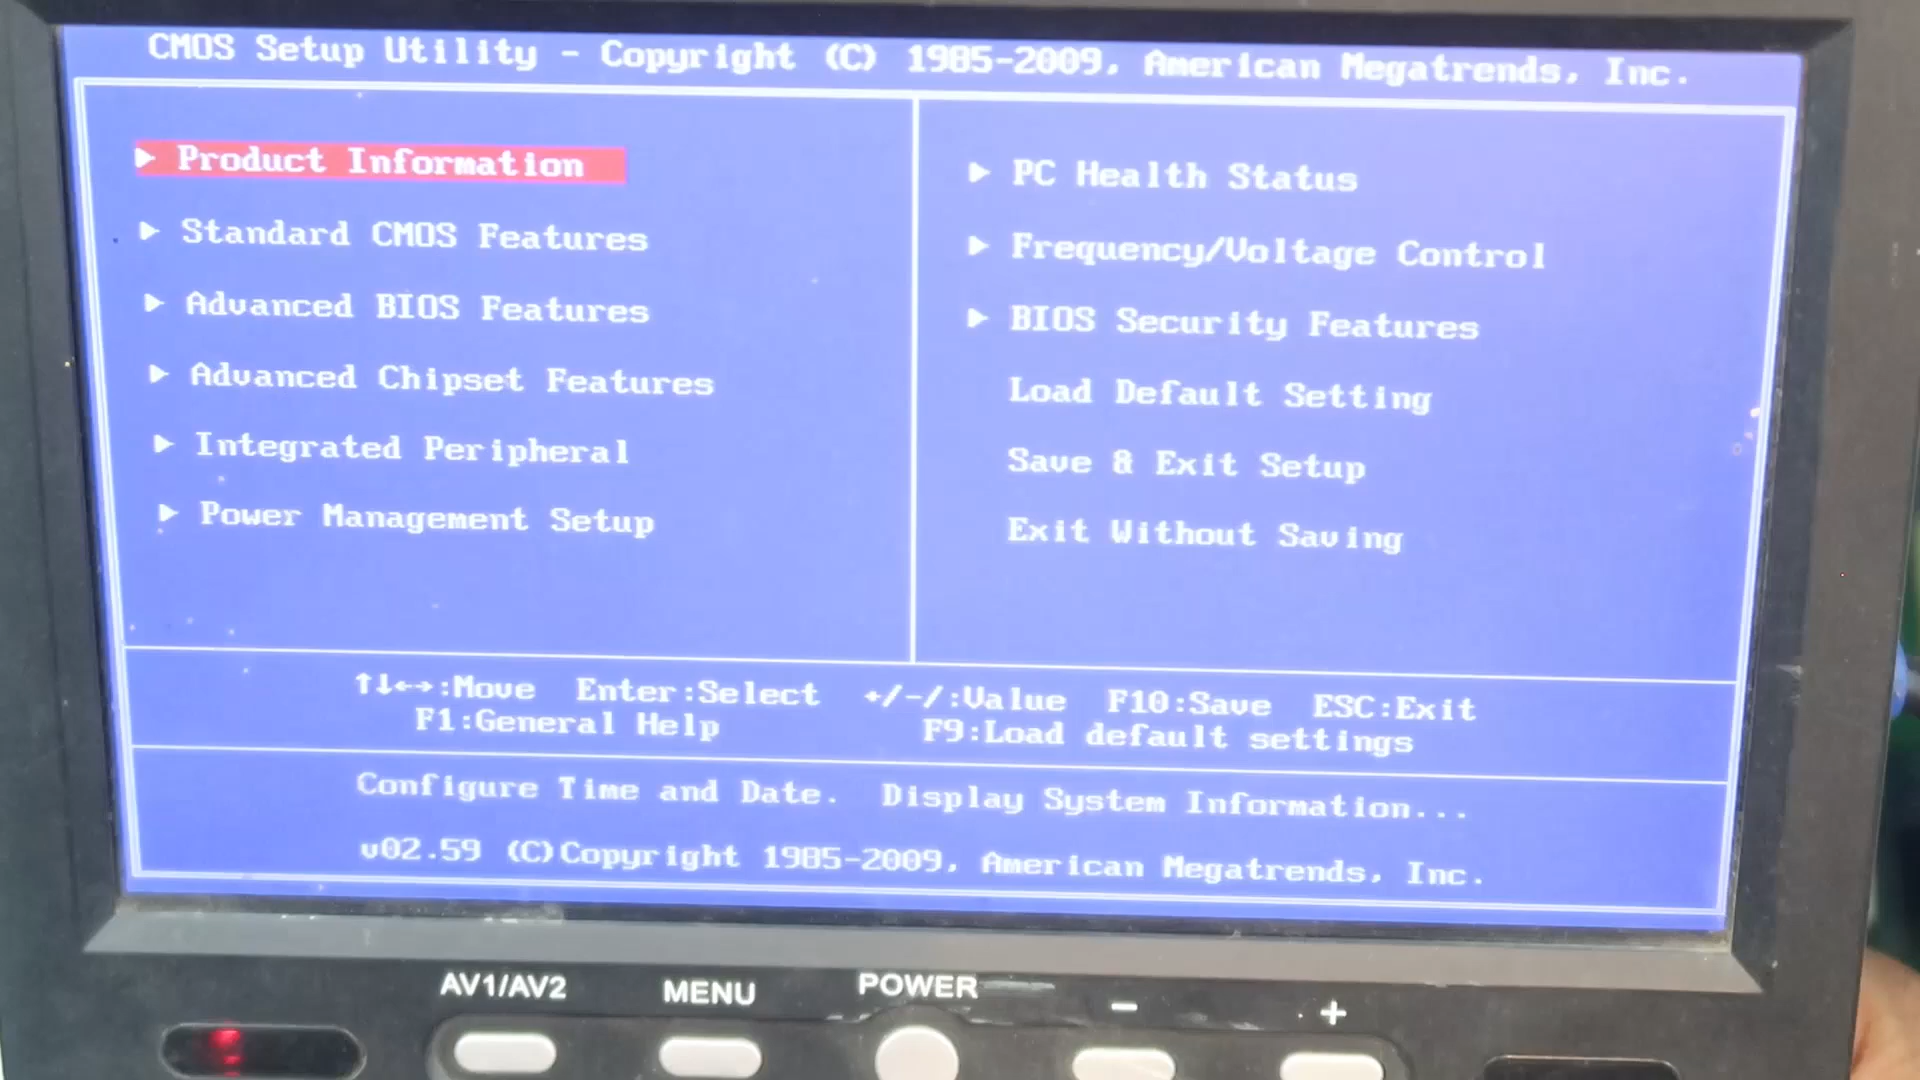 CMOS Setup Utility - Copyright (C) 1985-2009, American Megatrends, Inc.
► Product Information
► Standard CMOS Features
► Advanced BIOS Features
► Advanced Chipset Features
► Integrated Peripheral
► Power Management Setup
► PC Health Status
► Frequency/Voltage Control
► BIOS Security Features
Load Default Setting
Save & Exit Setup
Exit Without Saving
↑↓←→:Move Enter:Select +/-/:Value F10:Save ESC:Exit
F1:General Help F9:Load default settings
Configure Time and Date. Display System Information...
v02.59 (C)Copyright 1985-2009, American Megatrends, Inc.
AV1/AV2 MENU POWER - +